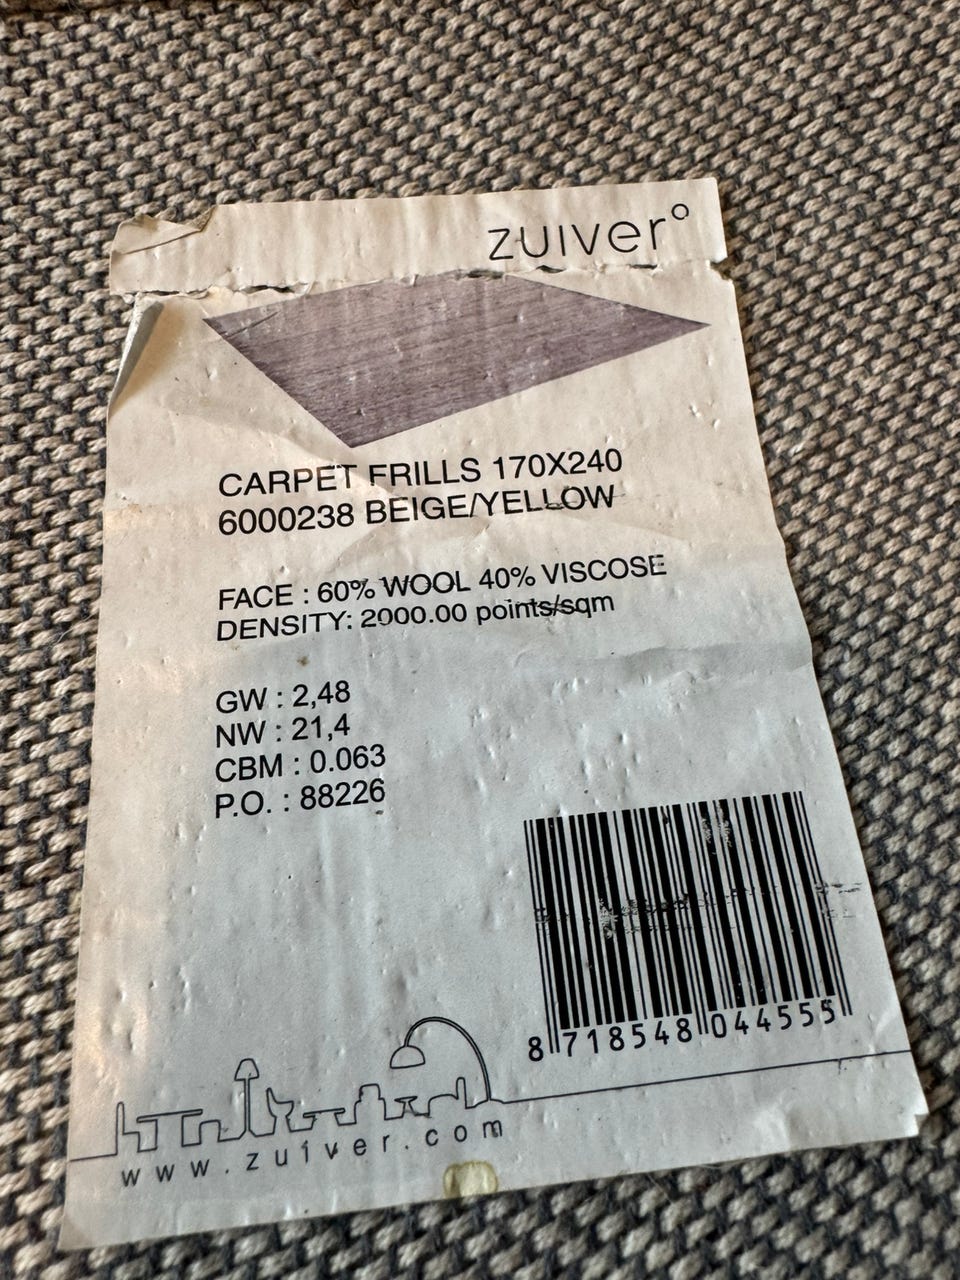 zuiver°
CARPET FRILLS 170X240
6000238 BEIGE/YELLOW
FACE : 60% WOOL 40% VISCOSE
DENSITY: 2000.00 points/sqm
GW : 2,48
NW : 21,4
CBM : 0.063
P.O. : 88226
8 718548 044555
www.zuiver.com